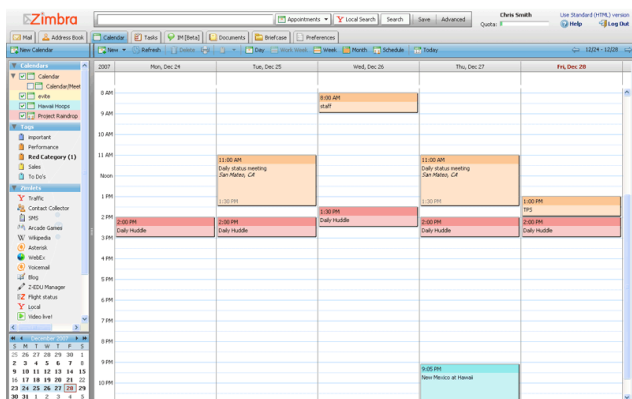 Zimbra
Appointments
Local Search
Search
Save
Advanced
Chris Smith
Quota:
Use Standard (HTML) version
Help
Log Out
Mail
Address Book
Calendar
Tasks
IM [Beta]
Documents
Briefcase
Preferences
New Calendar
New
Refresh
Delete
Day
Work Week
Week
Month
Schedule
Today
12/24 - 12/28
Calendars
Calendar
Calendar/Meet
evite
Hawaii Hoops
Project Raindrop
Tags
Important
Performance
Red Category (1)
Sales
To Do's
Zimlets
Traffic
Contact Collector
SMS
Arcade Games
Wikipedia
Asterisk
WebEx
Voicemail
Blog
Z-EDU Manager
Flight status
Local
Video live!
December 2007
S M T W T F S
25 26 27 28 29 30 1
2 3 4 5 6 7 8
9 10 11 12 13 14 15
16 17 18 19 20 21 22
23 24 25 26 27 28 29
30 31 1 2 3 4 5
2007
Mon, Dec 24
Tue, Dec 25
Wed, Dec 26
Thu, Dec 27
Fri, Dec 28
8 AM
9 AM
10 AM
11 AM
Noon
1 PM
2 PM
3 PM
4 PM
5 PM
6 PM
7 PM
8 PM
9 PM
10 PM
2:00 PM
Daily Huddle
11:00 AM
Daily status meeting
San Mateo, CA
1:30 PM
2:00 PM
Daily Huddle
8:00 AM
staff
1:30 PM
Daily Huddle
11:00 AM
Daily status meeting
San Mateo, CA
1:30 PM
2:00 PM
Daily Huddle
9:05 PM
New Mexico at Hawaii
1:00 PM
TPS
2:00 PM
Daily Huddle